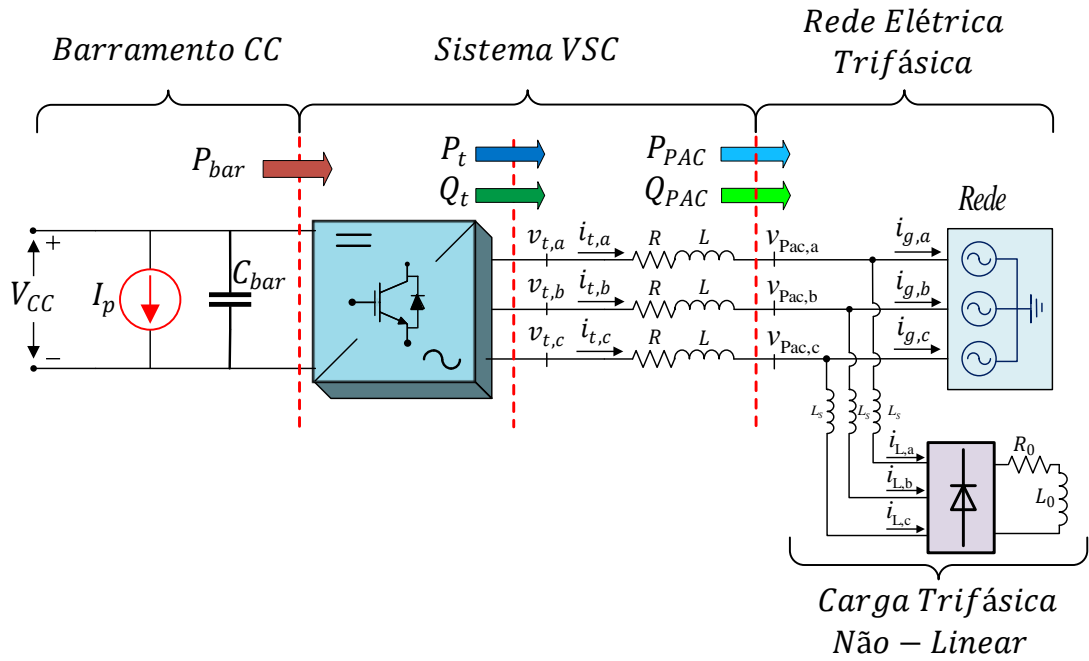 Barramento CC
Sistema VSC
Rede Elétrica
Trifásica
P_bar
P_t
Q_t
P_PAC
Q_PAC
Rede
+
V_CC
−
I_p
C_bar
v_t,a
i_t,a
R
L
v_Pac,a
i_g,a
v_t,b
i_t,b
R
L
v_Pac,b
i_g,b
v_t,c
i_t,c
R
L
v_Pac,c
i_g,c
L_S
L_S
L_S
i_L,a
i_L,b
i_L,c
R_0
L_0
Carga Trifásica
Não − Linear